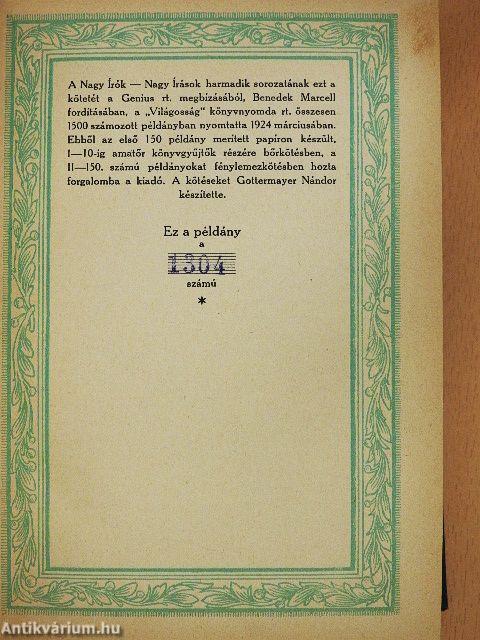 A Nagy Írók — Nagy Írások harmadik sorozatának ezt a
kötetét a Genius rt. megbízásából, Benedek Marcell
fordításában, a „Világosság" könyvnyomda rt. összesen
1500 számozott példányban nyomtatta 1924 márciusában.
Ebből az első 150 példány merített papíron készült,
1—10-ig amatőr könyvgyűjtők részére bőrkötésben, a
11—150. számú példányokat fénylemezkötésben hozta
forgalomba a kiadó. A kötéseket Gottermayer Nándor
készítette.
Ez a példány
a
1304
számú
*
Antikvárium.hu